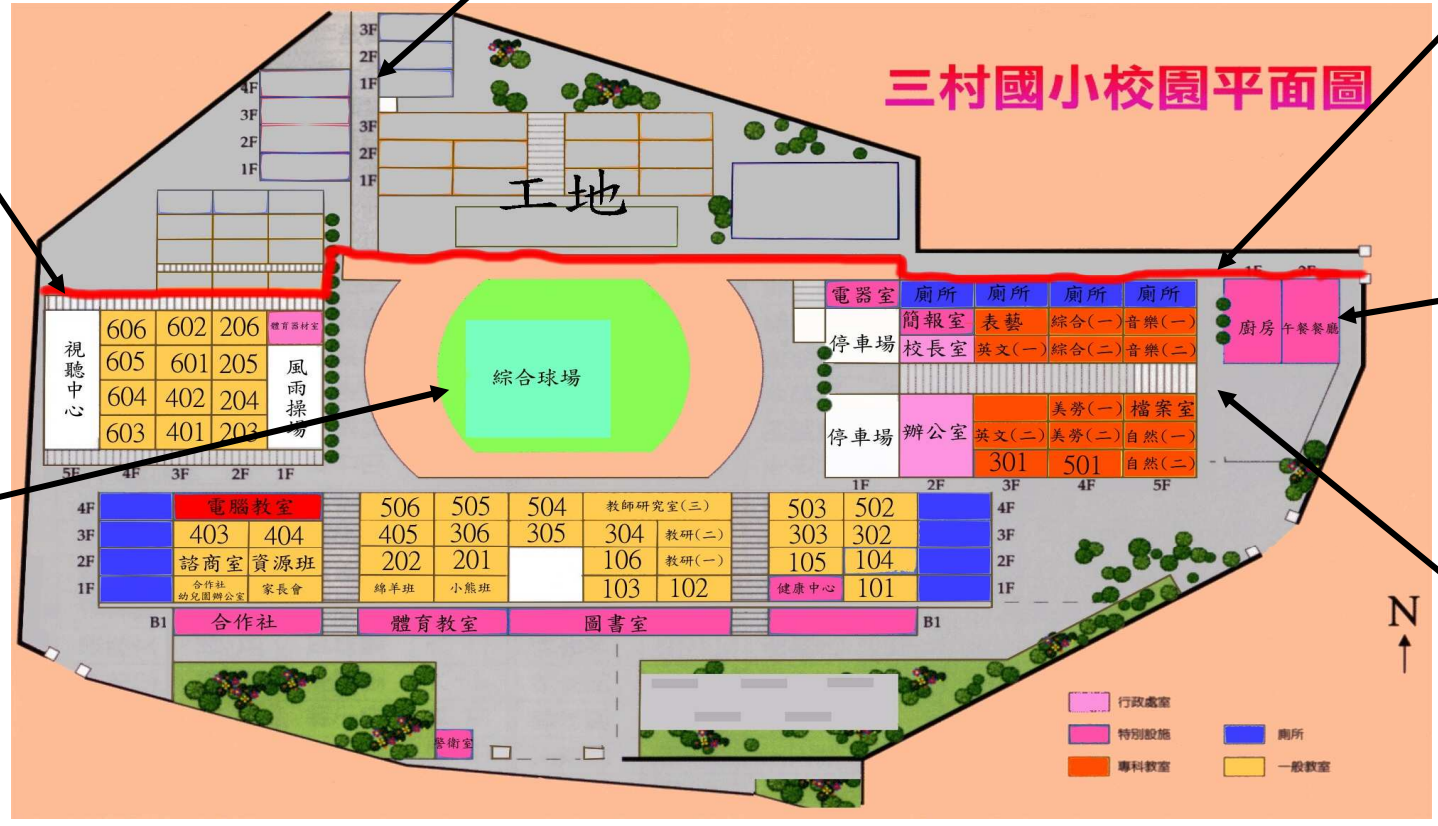 三村國小校園平面圖
3F
2F
1F
4F
3F
2F
1F
3F
2F
1F
工地
視聽中心
606 602 206 體育器材室
605 601 205
604 402 204
603 401 203
風雨操場
5F 4F 3F 2F 1F
綜合球場
電器室 廁所 廁所 廁所 廁所
停車場 簡報室 表藝 綜合(一) 音樂(一)
校長室 英文(一) 綜合(二) 音樂(二)
停車場 辦公室 美勞(一) 檔案室
英文(二) 美勞(二) 自然(一)
301 501 自然(二)
1F 2F 3F 4F 5F
廚房 午餐餐廳
4F 電腦教室 506 505 504 教師研究室(三) 503 502 4F
3F 403 404 405 306 305 304 教研(二) 303 302 3F
2F 諮商室 資源班 202 201 106 教研(一) 105 104 2F
1F 合作社 幼兒園辦公室 家長會 綿羊班 小熊班 103 102 健康中心 101 1F
B1 合作社 體育教室 圖書室 B1
警衛室
N
行政處室
特別設施 廁所
專科教室 一般教室